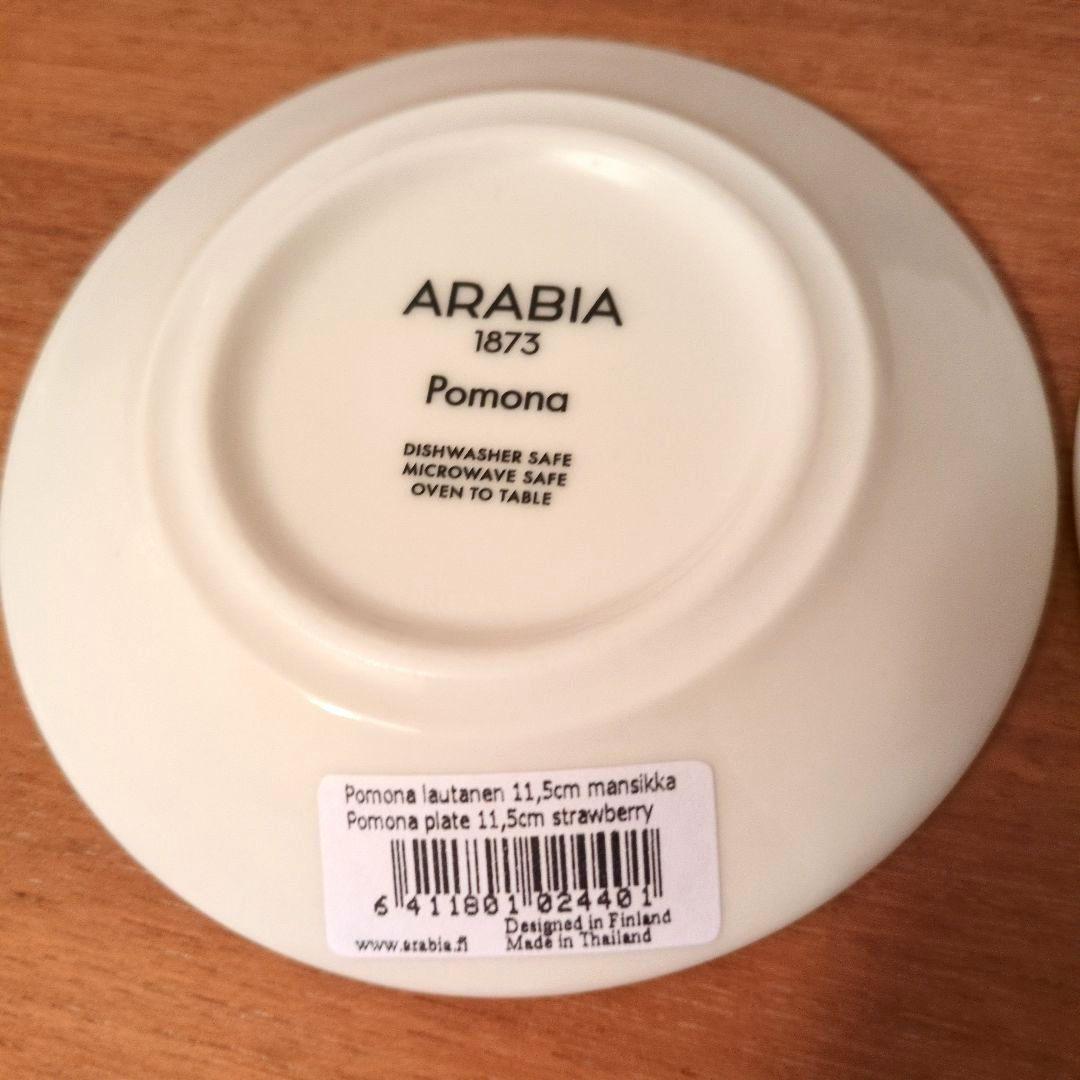 ARABIA
1873
Pomona
DISHWASHER SAFE
MICROWAVE SAFE
OVEN TO TABLE
Pomona lautanen 11,5cm mansikka
Pomona plate 11,5cm strawberry
6 411801 024401
Designed in Finland
www.arabia.fi Made in Thailand